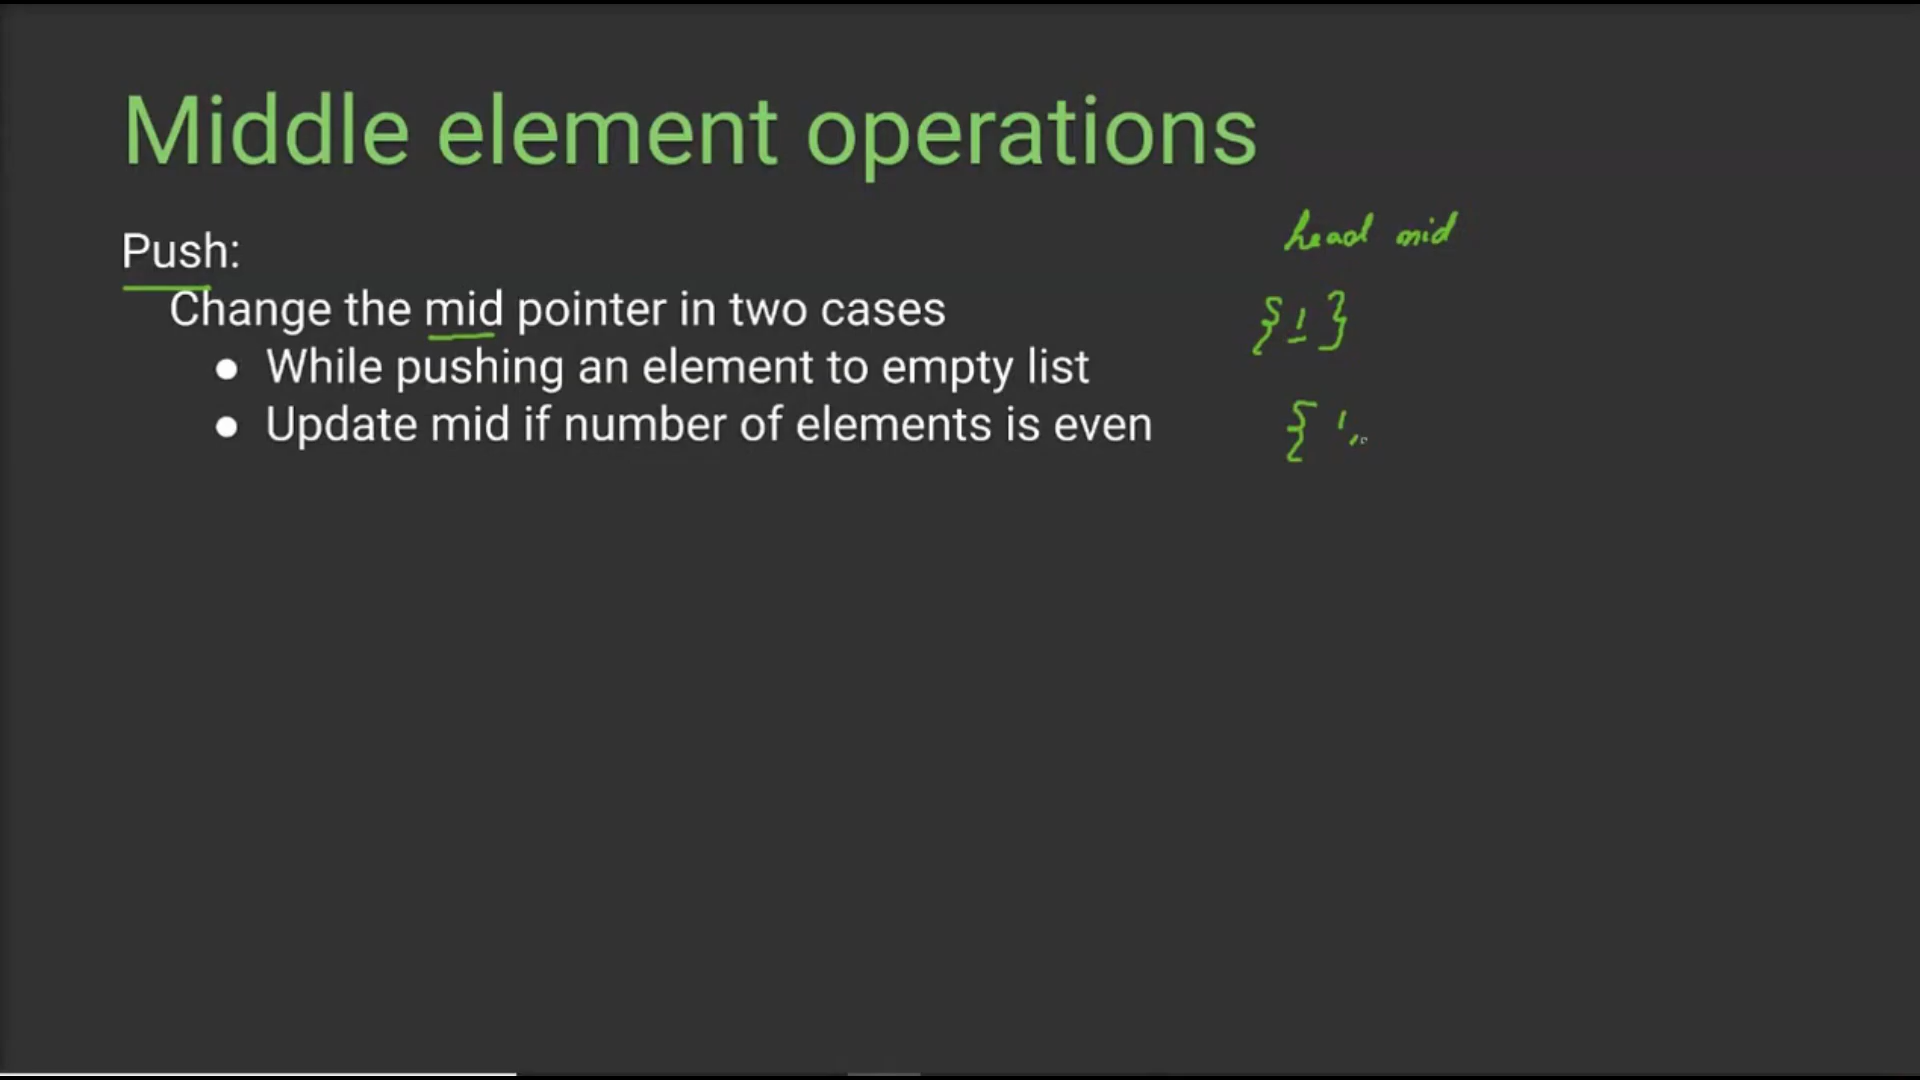 Middle element operations
head mid
Push:
Change the mid pointer in two cases
{1}
● While pushing an element to empty list
● Update mid if number of elements is even
{1,